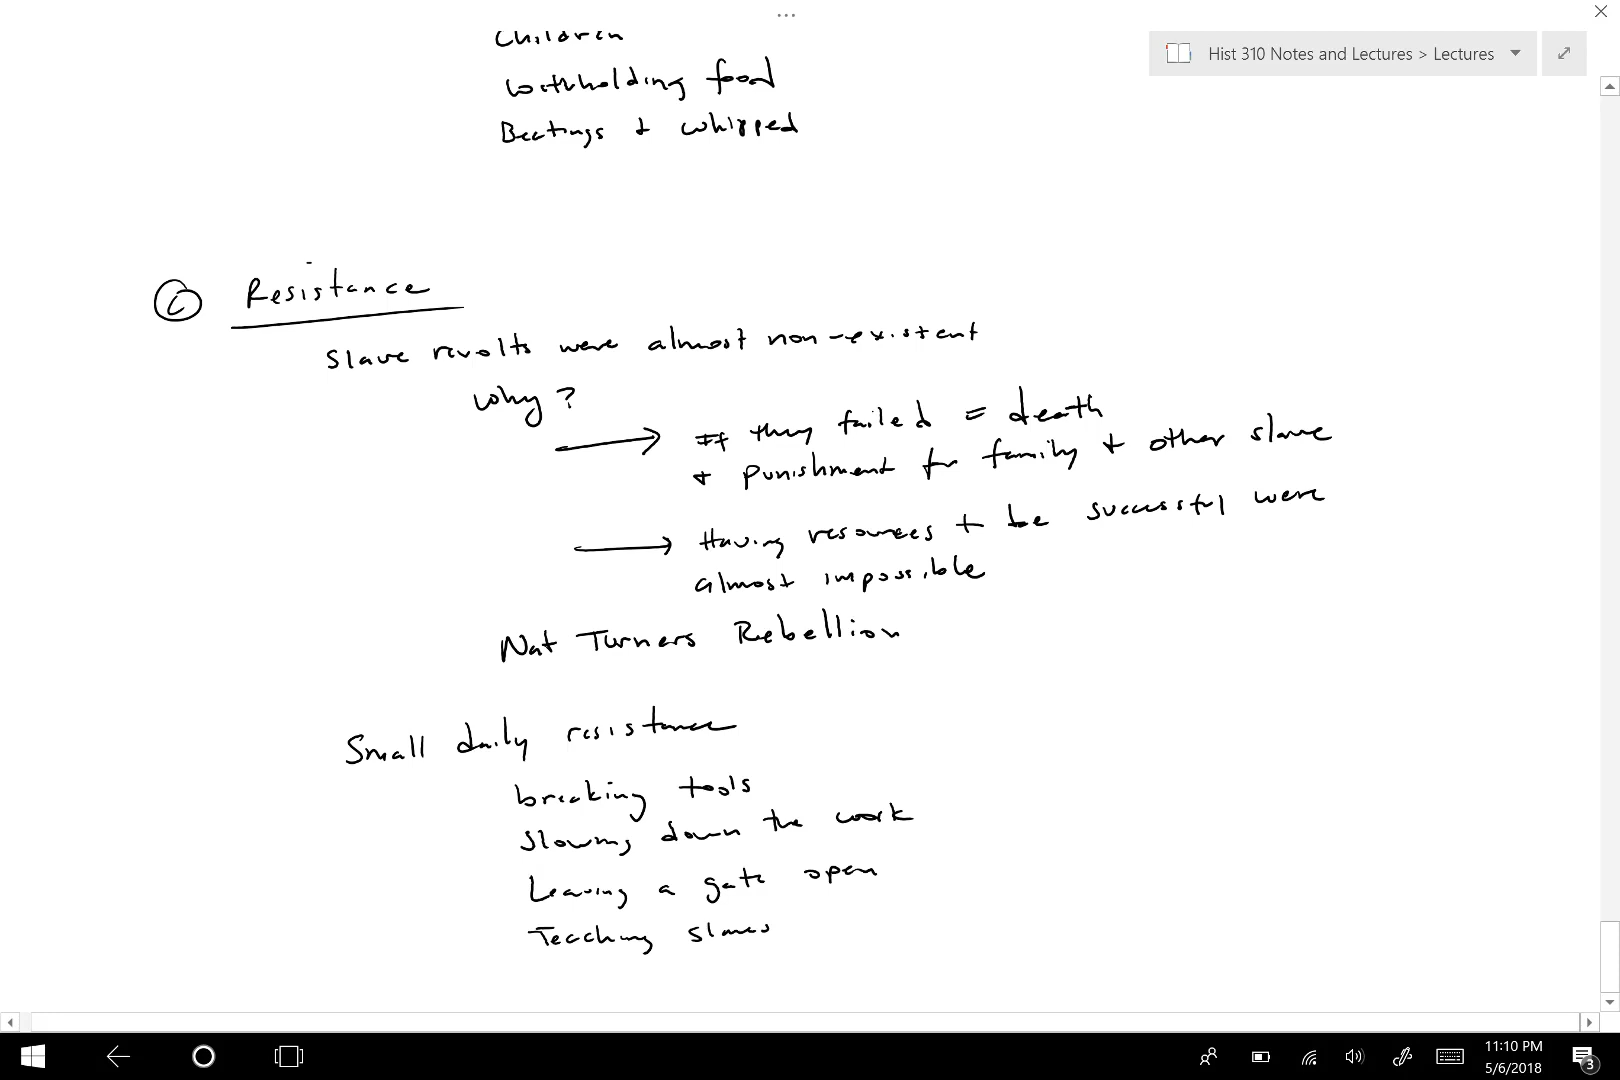 ...
Hist 310 Notes and Lectures > Lectures
Children
withholding food
Beatings + whipped
C Resistance
Slave revolts were almost non-existent
Why?
If they failed = death
+ punishment for family + other slave
Having resources to be successful were
almost impossible
Nat Turners Rebellion
Small daily resistance
breaking tools
Slowing down the work
Leaving a gate open
Teaching slaves
11:10 PM
5/6/2018
3